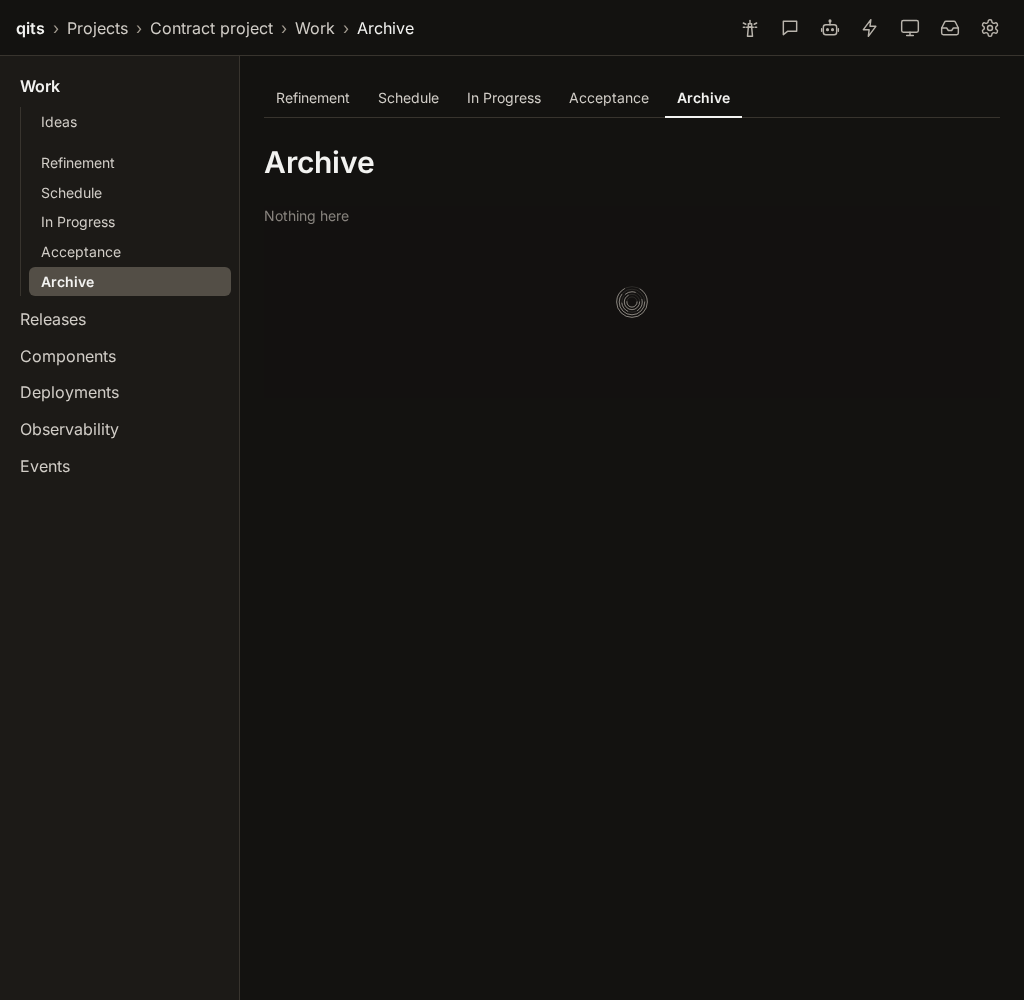 qits › Projects › Contract project › Work › Archive
Work
Ideas
Refinement
Schedule
In Progress
Acceptance
Archive
Releases
Components
Deployments
Observability
Events
Refinement Schedule In Progress Acceptance Archive
Archive
Nothing here